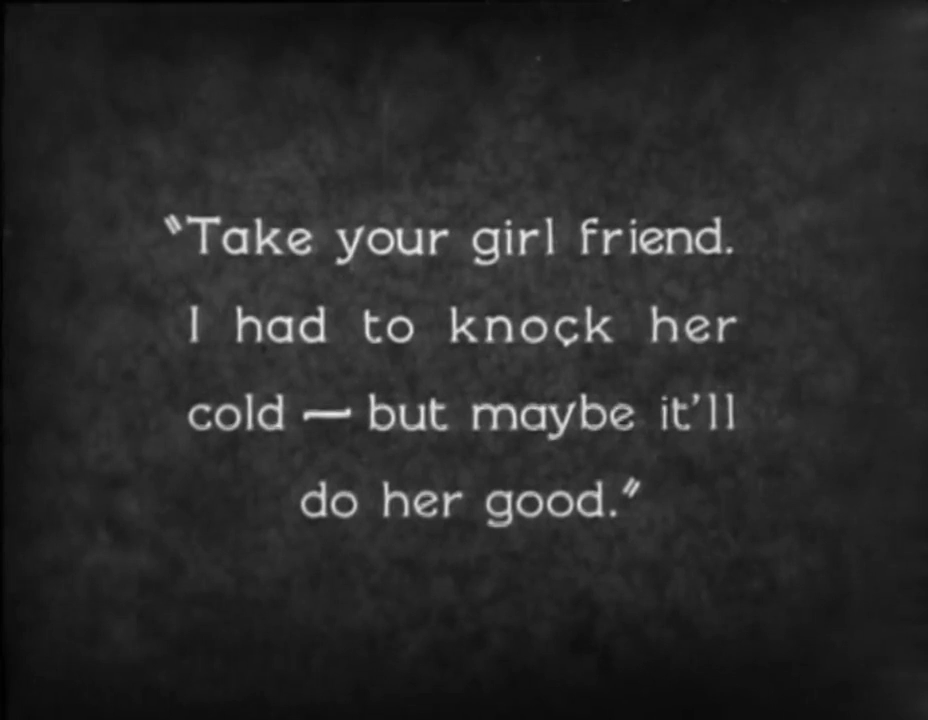 "Take your girl friend.
I had to knock her
cold — but maybe it'll
do her good."